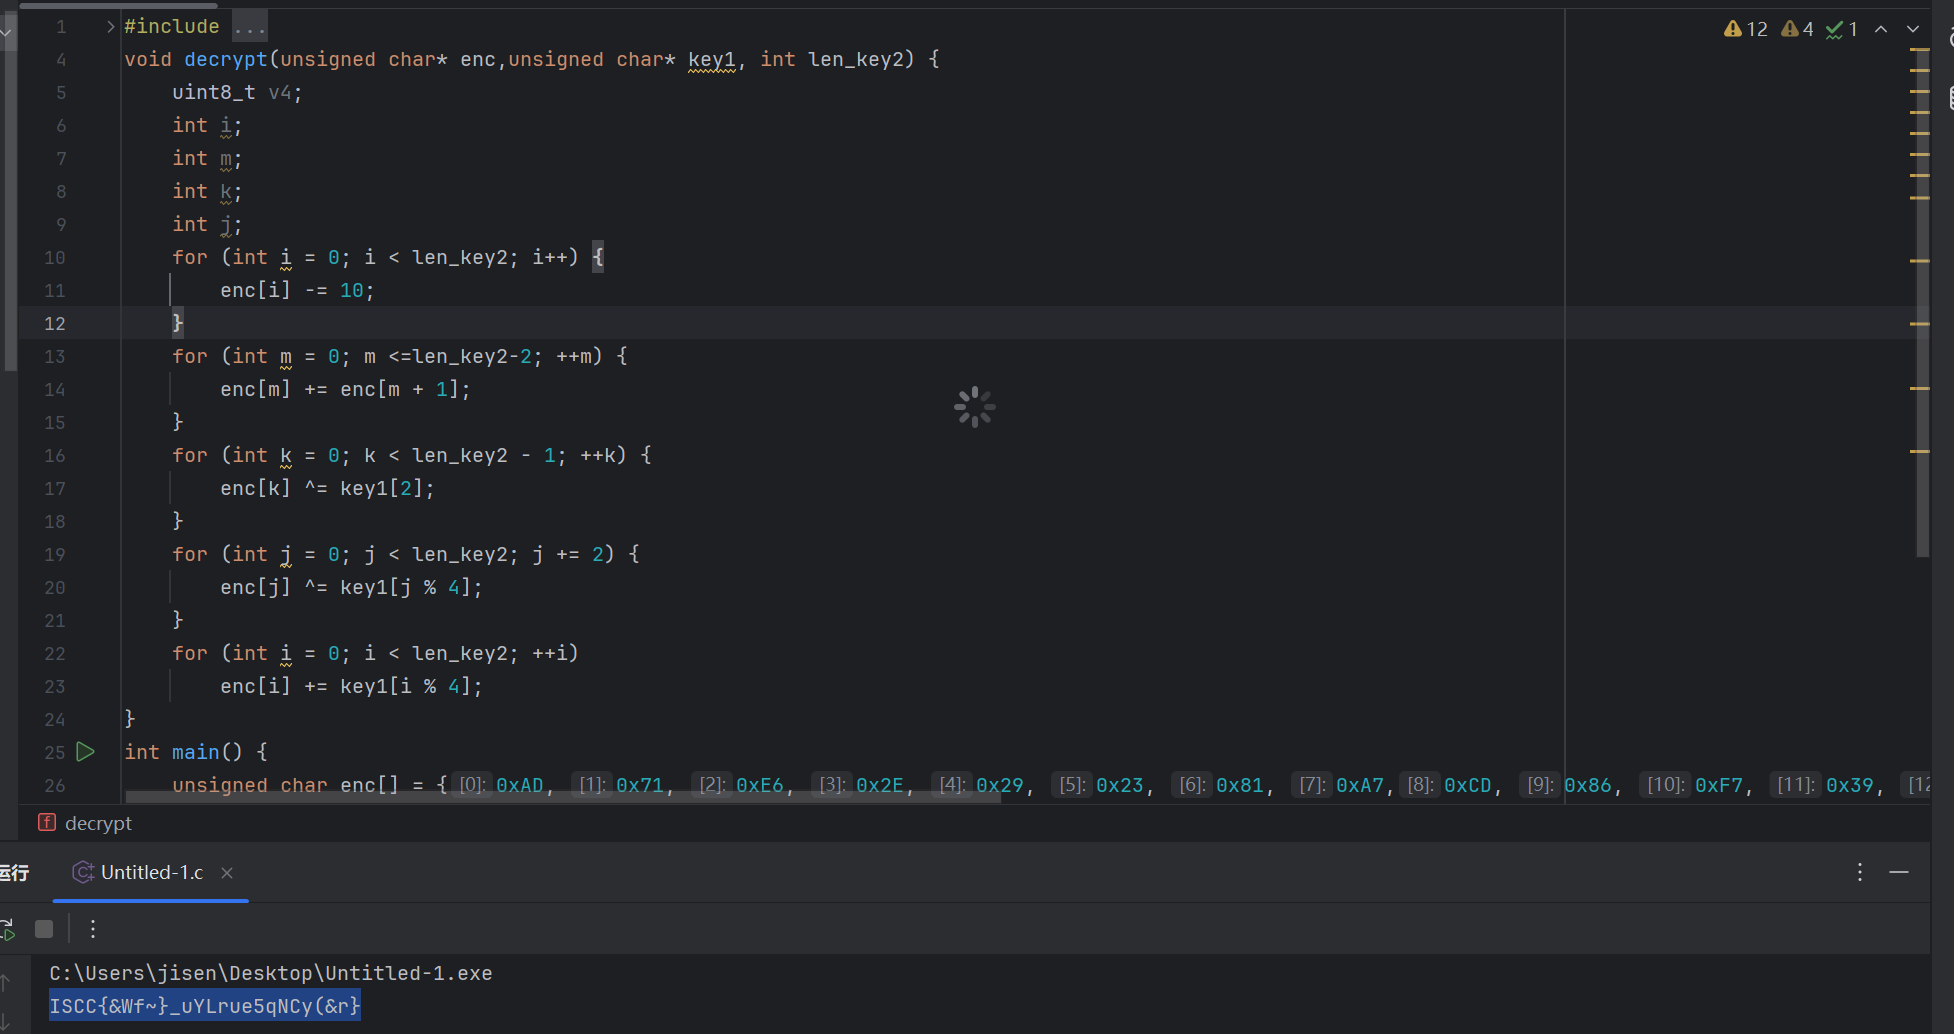 1 #include ... 12 4 1
4 void decrypt(unsigned char* enc,unsigned char* key1, int len_key2) {
5 uint8_t v4;
6 int i;
7 int m;
8 int k;
9 int j;
10 for (int i = 0; i < len_key2; i++) {
11 enc[i] -= 10;
12 }
13 for (int m = 0; m <=len_key2-2; ++m) {
14 enc[m] += enc[m + 1];
15 }
16 for (int k = 0; k < len_key2 - 1; ++k) {
17 enc[k] ^= key1[2];
18 }
19 for (int j = 0; j < len_key2; j += 2) {
20 enc[j] ^= key1[j % 4];
21 }
22 for (int i = 0; i < len_key2; ++i)
23 enc[i] += key1[i % 4];
24 }
25 int main() {
26 unsigned char enc[] = { [0]: 0xAD, [1]: 0x71, [2]: 0xE6, [3]: 0x2E, [4]: 0x29, [5]: 0x23, [6]: 0x81, [7]: 0xA7, [8]: 0xCD, [9]: 0x86, [10]: 0xF7, [11]: 0x39, [12
f decrypt
运行 Untitled-1.c ×
C:\Users\jisen\Desktop\Untitled-1.exe
ISCC{&Wf~}_uYLrue5qNCy(&r}